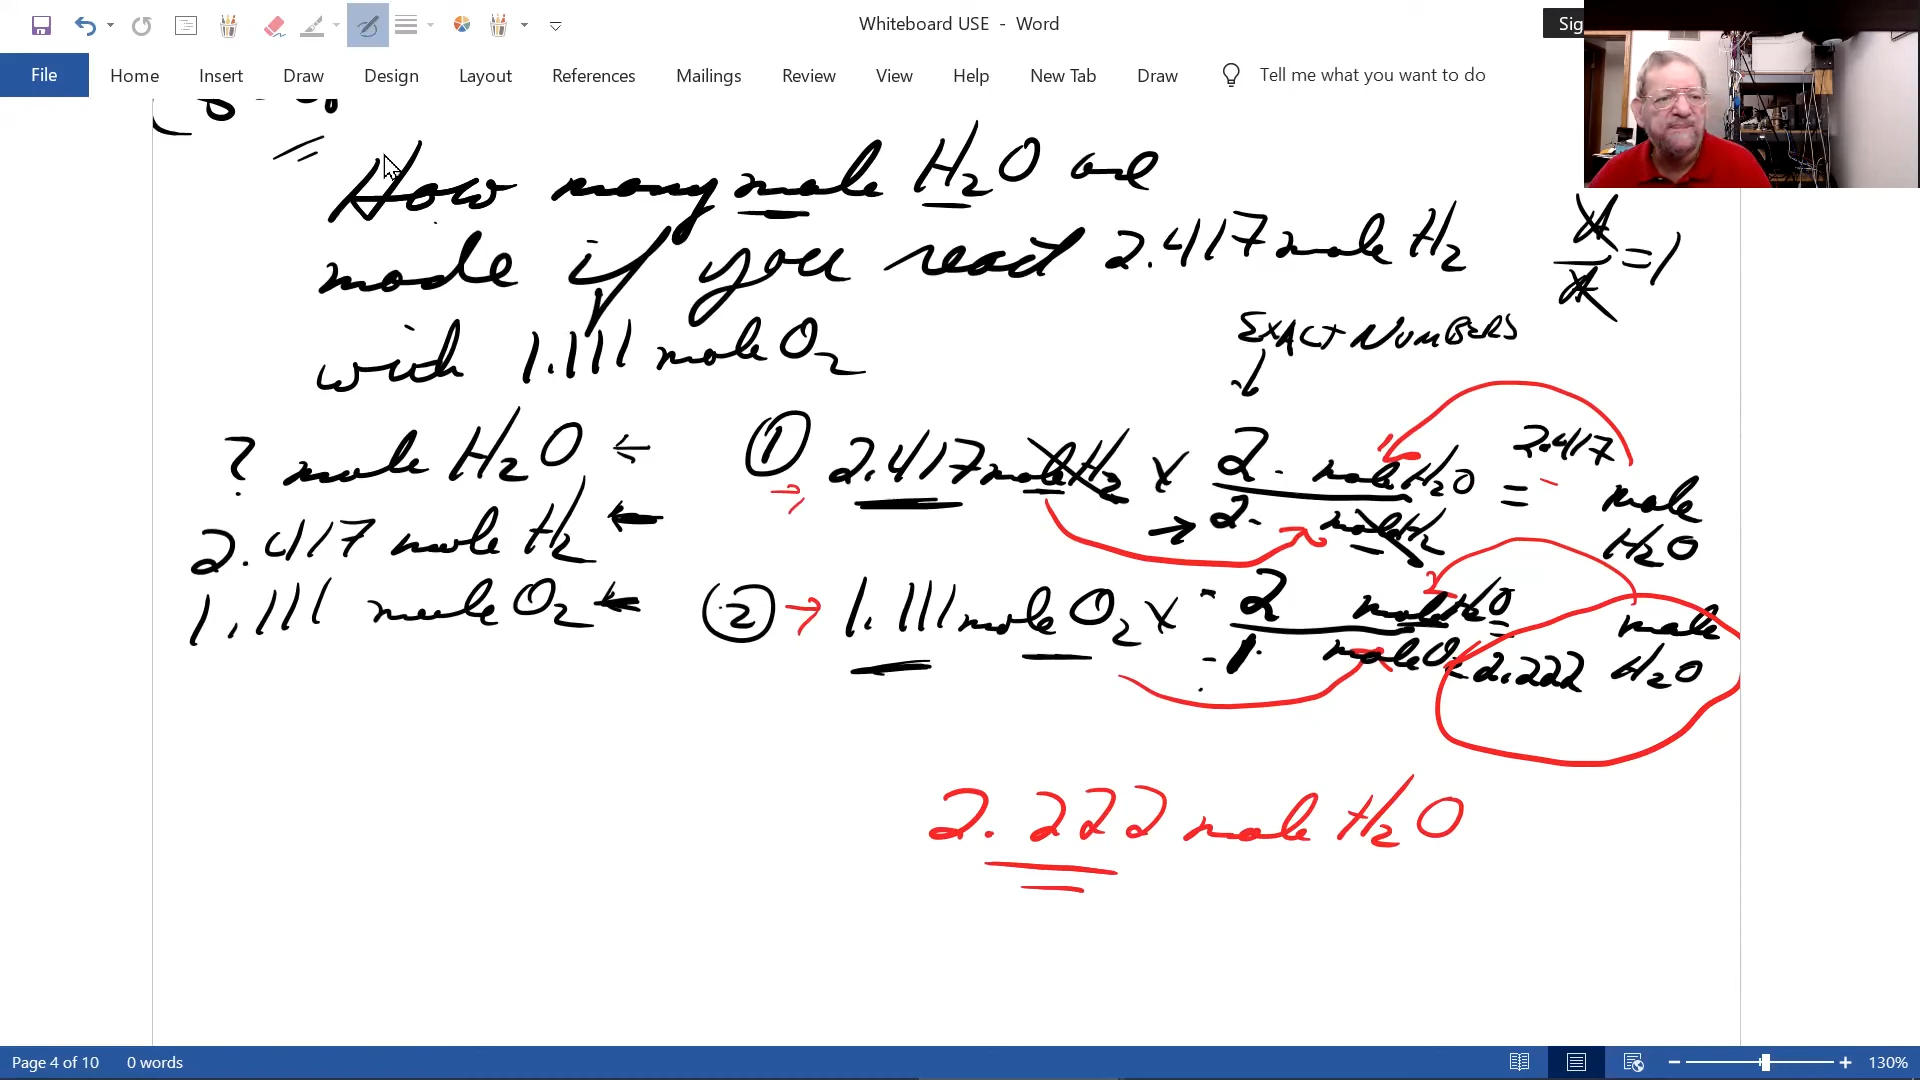 Whiteboard USE - Word
Sig
File Home Insert Draw Design Layout References Mailings Review View Help New Tab Draw Tell me what you want to do
How many mole H2O are
made if you react 2.417 mole H2
with 1.111 mole O2
X/X = 1
EXACT NUMBERS
? mole H2O ←
2.417 mole H2 ←
1.111 mole O2 ←
① 2.417 mole H2 x 2. mole H2O / 2. mole H2 = 2.417 mole H2O
② → 1.111 mole O2 x 2 mole H2O / 1. mole O2 = 2.222 mole H2O
2.222 mole H2O
Page 4 of 10 0 words
130%